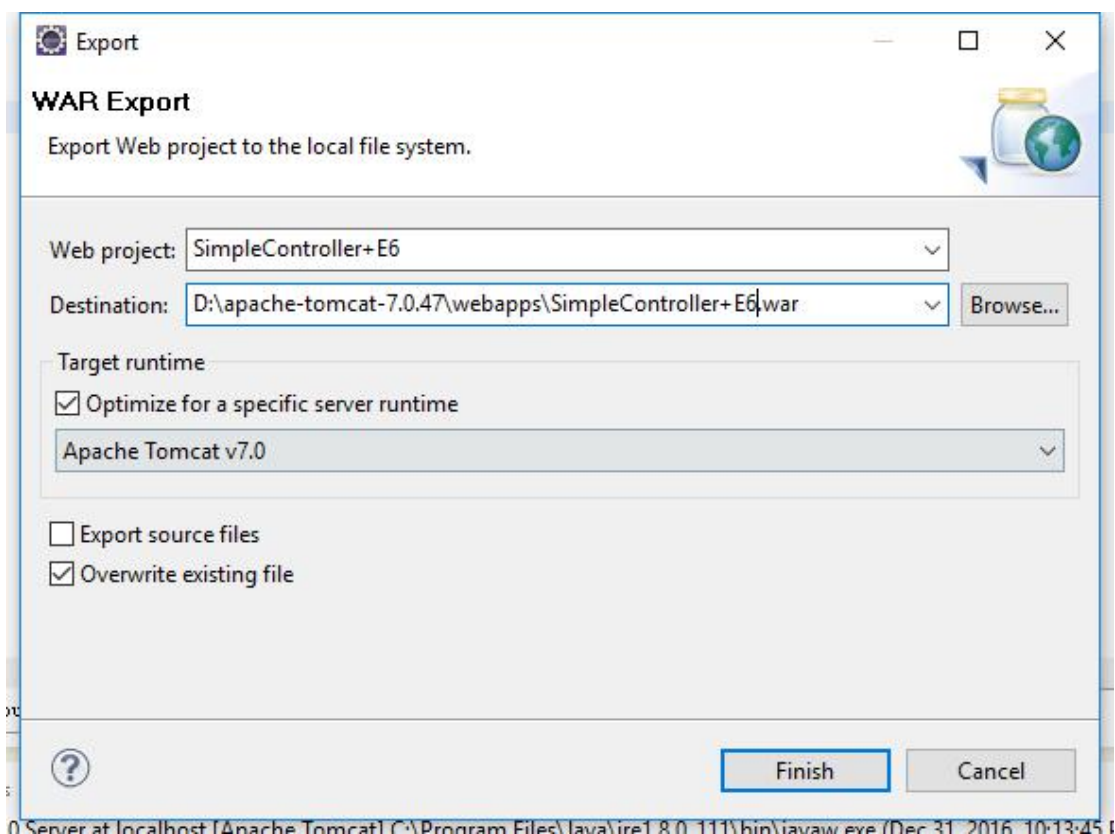 Export
WAR Export
Export Web project to the local file system.
Web project: SimpleController+E6
Destination: D:\apache-tomcat-7.0.47\webapps\SimpleController+E6.war Browse...
Target runtime
Optimize for a specific server runtime
Apache Tomcat v7.0
Export source files
Overwrite existing file
?
Finish Cancel
0 Server at localhost [Apache Tomcat] C:\Program Files\Java\jre1.8.0_111\bin\javaw.exe (Dec 31, 2016, 10:13:45